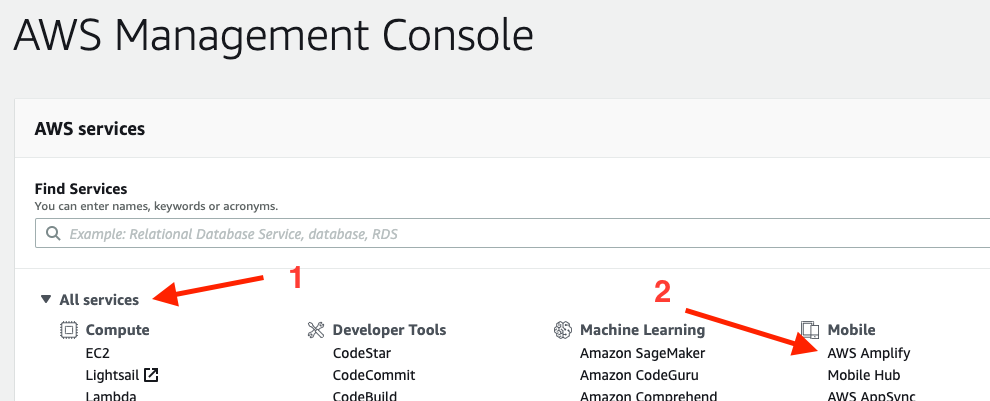 AWS Management Console
AWS services
Find Services
You can enter names, keywords or acronyms.
Example: Relational Database Service, database, RDS
1
All services
2
Compute
EC2
Lightsail
Lambda
Developer Tools
CodeStar
CodeCommit
CodeBuild
Machine Learning
Amazon SageMaker
Amazon CodeGuru
Amazon Comprehend
Mobile
AWS Amplify
Mobile Hub
AWS AppSync